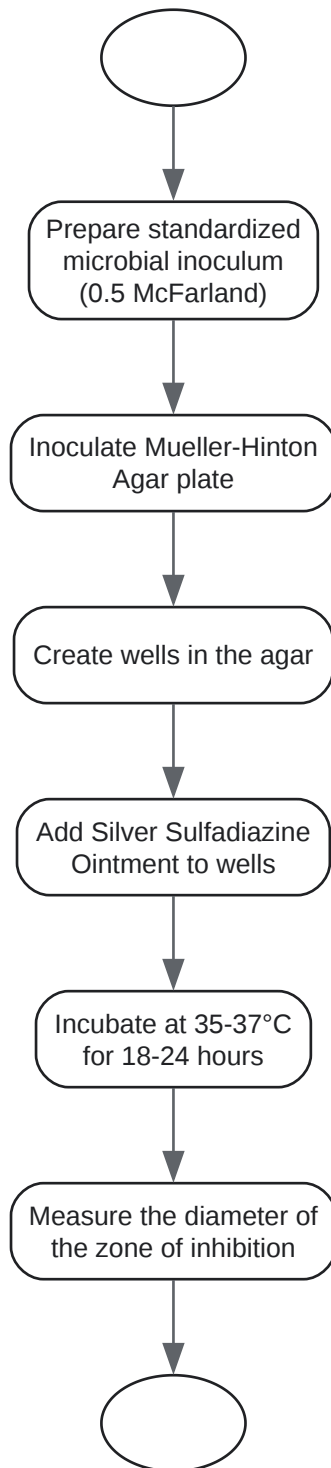 Prepare standardized
microbial inoculum
(0.5 McFarland)
Inoculate Mueller-Hinton
Agar plate
Create wells in the agar
Add Silver Sulfadiazine
Ointment to wells
Incubate at 35-37°C
for 18-24 hours
Measure the diameter of
the zone of inhibition